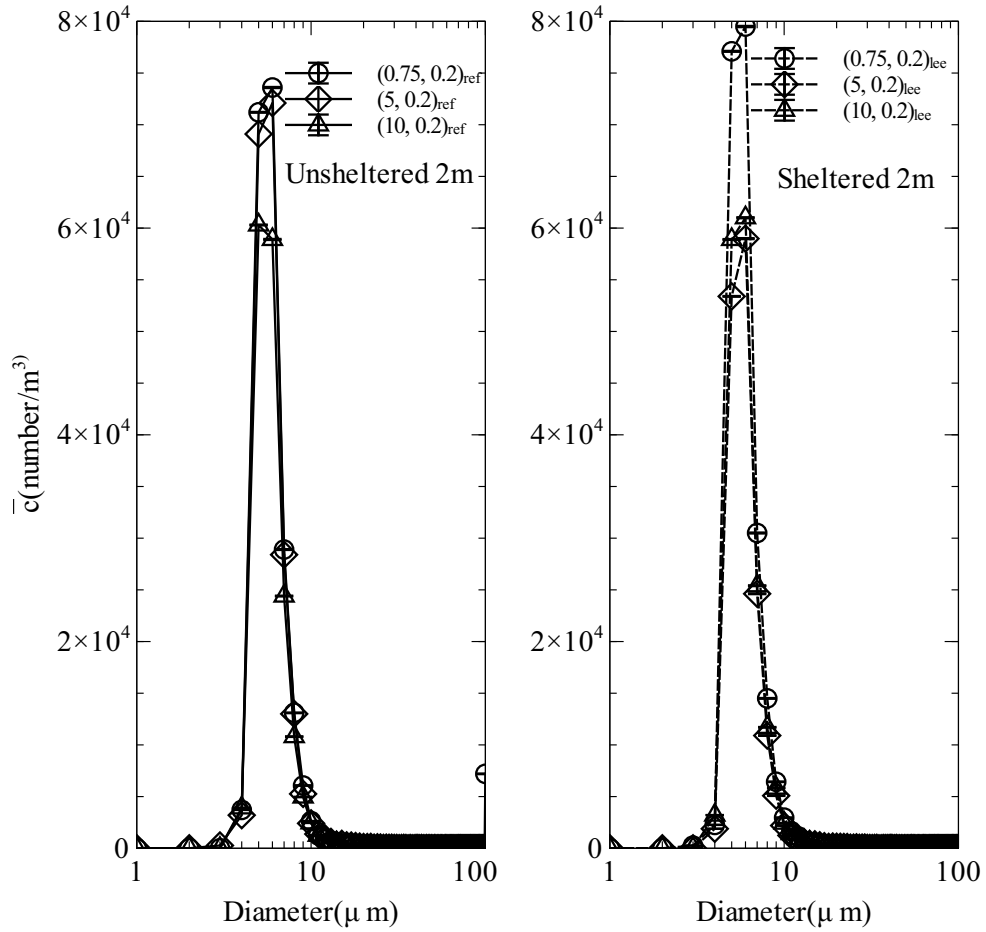 8×10⁴
6×10⁴
4×10⁴
2×10⁴
0
c̄(number/m³)
(0.75, 0.2)ref
(5, 0.2)ref
(10, 0.2)ref
Unsheltered 2m
1
10
100
Diameter(μ m)
8×10⁴
6×10⁴
4×10⁴
2×10⁴
0
(0.75, 0.2)lee
(5, 0.2)lee
(10, 0.2)lee
Sheltered 2m
1
10
100
Diameter(μ m)